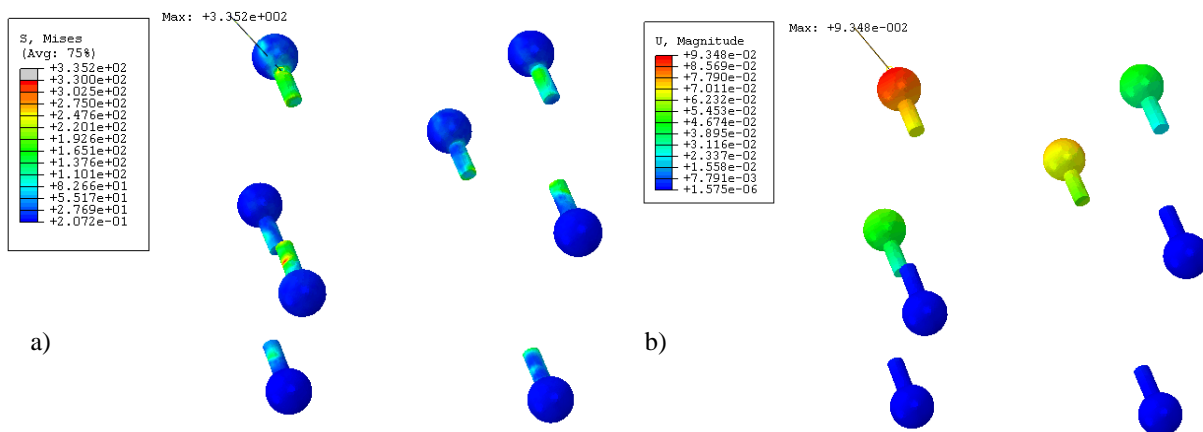 Max: +3.352e+002
S, Mises
(Avg: 75%)
+3.352e+02
+3.300e+02
+3.025e+02
+2.750e+02
+2.476e+02
+2.201e+02
+1.926e+02
+1.651e+02
+1.376e+02
+1.101e+02
+8.266e+01
+5.517e+01
+2.769e+01
+2.072e-01
a)
Max: +9.348e-002
U, Magnitude
+9.348e-02
+8.569e-02
+7.790e-02
+7.011e-02
+6.232e-02
+5.453e-02
+4.674e-02
+3.895e-02
+3.116e-02
+2.337e-02
+1.558e-02
+7.791e-03
+1.575e-06
b)